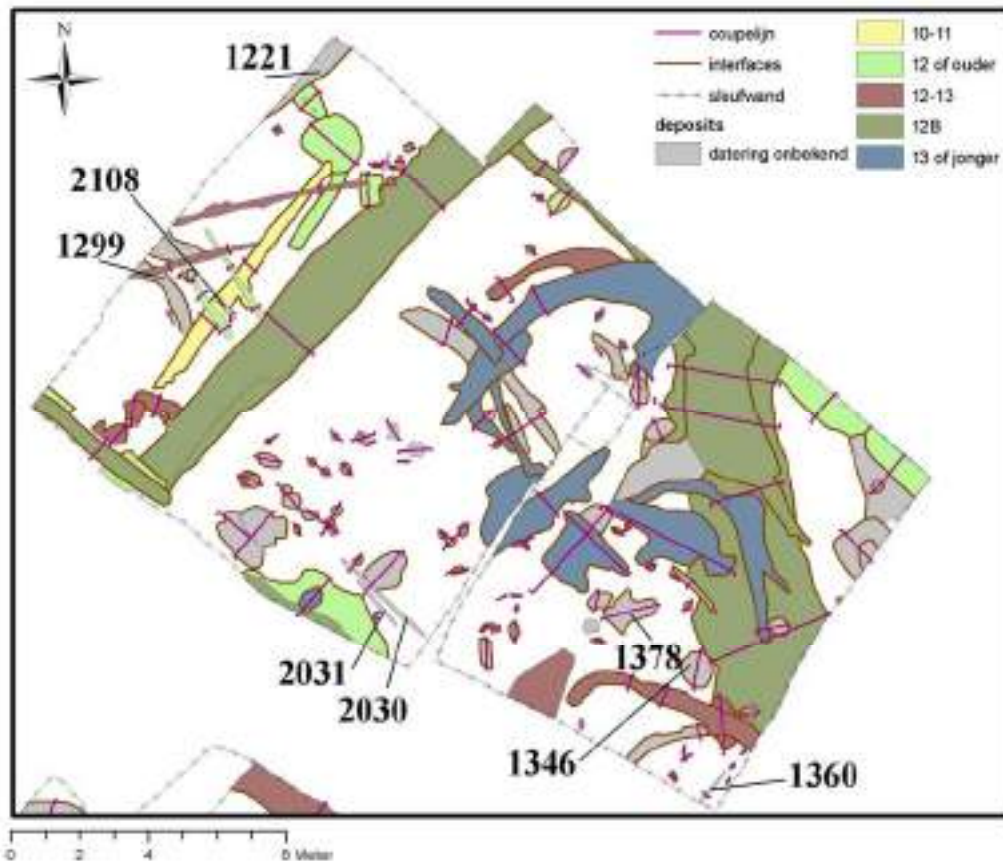 N
coupelijn
interfaces
sleufwand
deposits
datering onbekend
10-11
12 of ouder
12-13
12B
13 of jonger
1221
2108
1299
2031
2030
1378
1346
1360
0 2 4 8 Meter